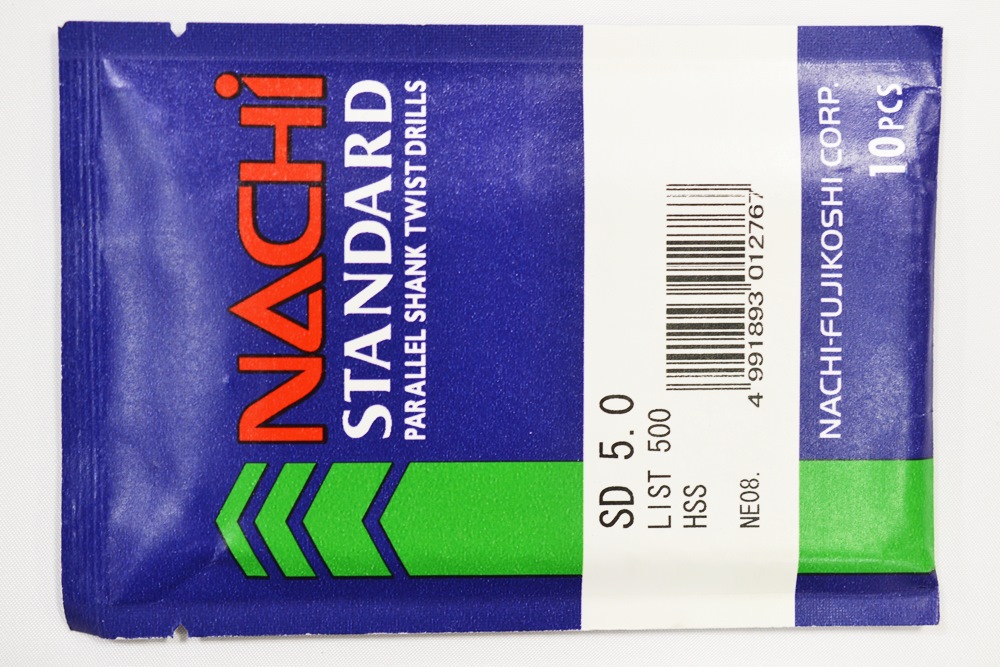 NACHi
STANDARD
PARALLEL SHANK TWIST DRILLS
SD 5.0
LIST 500
HSS
NE08.
4 991893 012767
NACHI-FUJIKOSHI CORP.
10PCS